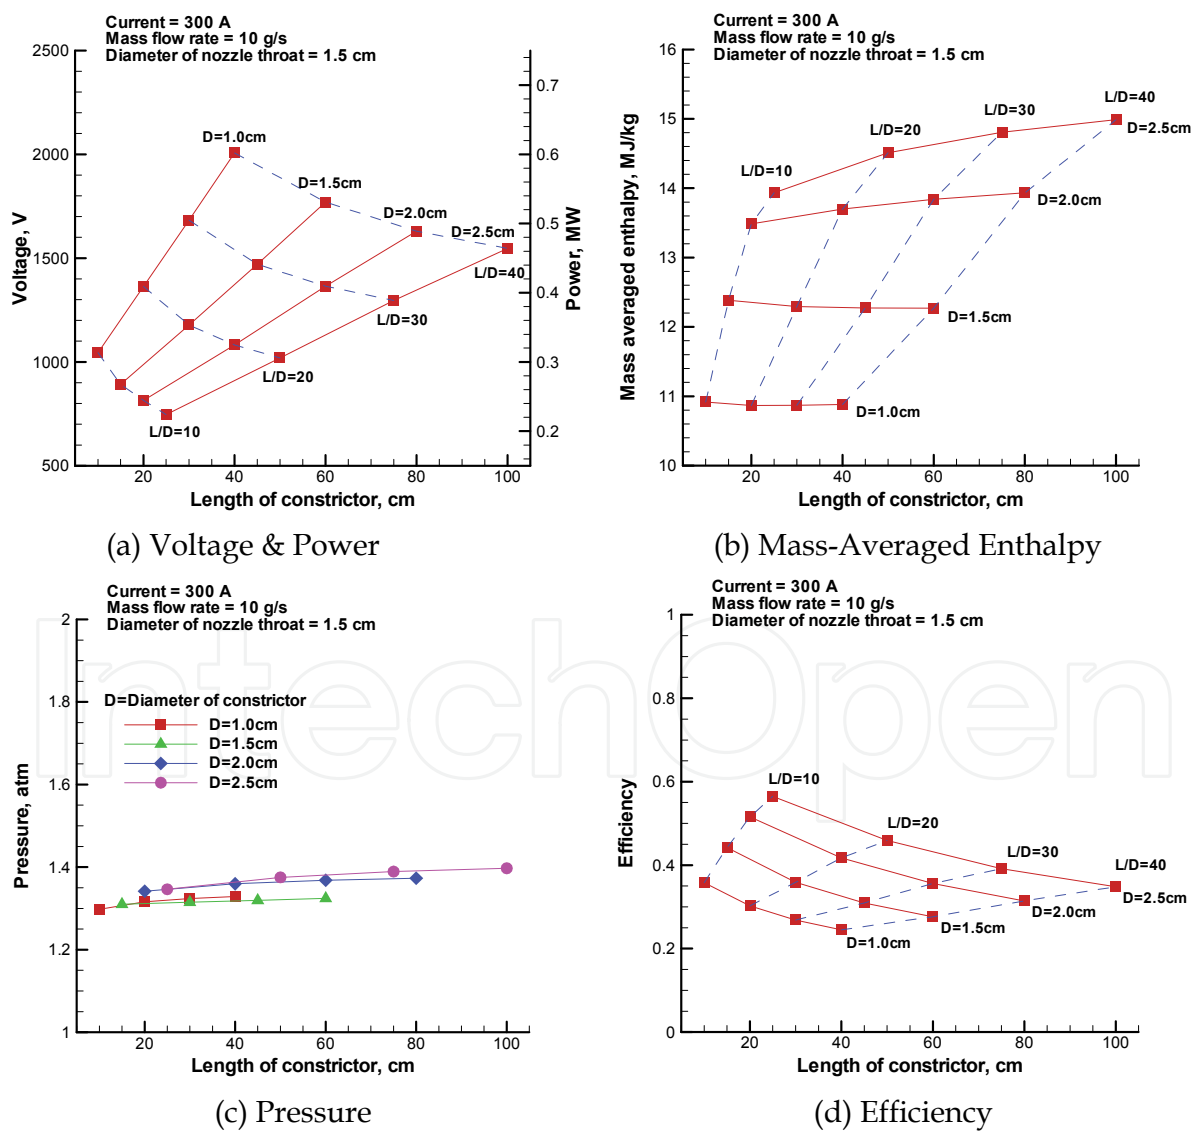 Current = 300 A
Mass flow rate = 10 g/s
Diameter of nozzle throat = 1.5 cm
2500
2000
1500
1000
500
Voltage, V
0.7
0.6
0.5
0.4
0.3
0.2
Power, MW
D=1.0cm
D=1.5cm
D=2.0cm
D=2.5cm
L/D=40
L/D=30
L/D=20
L/D=10
20
40
60
80
100
Length of constrictor, cm
(a) Voltage & Power
Current = 300 A
Mass flow rate = 10 g/s
Diameter of nozzle throat = 1.5 cm
16
15
14
13
12
11
10
Mass averaged enthalpy, MJ/kg
L/D=40
L/D=30
L/D=20
L/D=10
D=2.5cm
D=2.0cm
D=1.5cm
D=1.0cm
20
40
60
80
100
Length of constrictor, cm
(b) Mass-Averaged Enthalpy
Current = 300 A
Mass flow rate = 10 g/s
Diameter of nozzle throat = 1.5 cm
2
1.8
1.6
1.4
1.2
1
Pressure, atm
D=Diameter of constrictor
D=1.0cm
D=1.5cm
D=2.0cm
D=2.5cm
20
40
60
80
100
Length of constrictor, cm
(c) Pressure
Current = 300 A
Mass flow rate = 10 g/s
Diameter of nozzle throat = 1.5 cm
1
0.8
0.6
0.4
0.2
0
Efficiency
L/D=10
L/D=20
L/D=30
L/D=40
D=2.5cm
D=2.0cm
D=1.5cm
D=1.0cm
20
40
60
80
100
Length of constrictor, cm
(d) Efficiency
IntechOpen